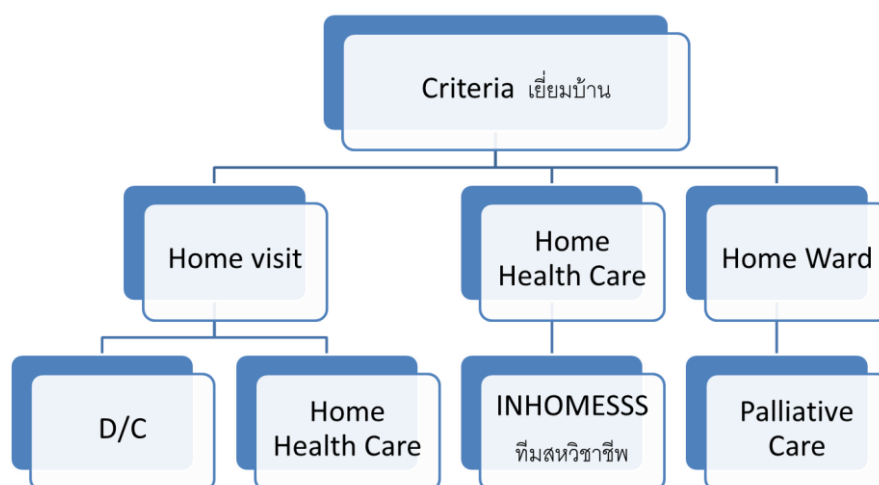 Criteria เยี่ยมบ้าน
Home visit
Home
Health Care
Home Ward
D/C
Home
Health Care
INHOMESSS
ทีมสหวิชาชีพ
Palliative
Care